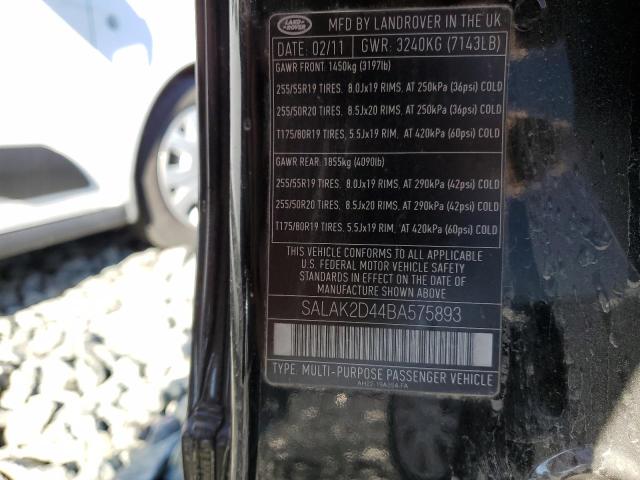 LAND ROVER
MFD BY LANDROVER IN THE UK
DATE: 02/11 GWR: 3240KG (7143LB)
GAWR FRONT: 1450kg (3197lb)
255/55R19 TIRES, 8.0Jx19 RIMS, AT 250kPa (36psi) COLD
255/50R20 TIRES, 8.5Jx20 RIMS, AT 250kPa (36psi) COLD
T175/80R19 TIRES, 5.5Jx19 RIM, AT 420kPa (60psi) COLD
GAWR REAR: 1855kg (4090lb)
255/55R19 TIRES, 8.0Jx19 RIMS, AT 290kPa (42psi) COLD
255/50R20 TIRES, 8.5Jx20 RIMS, AT 290kPa (42psi) COLD
T175/80R19 TIRES, 5.5Jx19 RIM, AT 420kPa (60psi) COLD
THIS VEHICLE CONFORMS TO ALL APPLICABLE
U.S. FEDERAL MOTOR VEHICLE SAFETY
STANDARDS IN EFFECT ON THE DATE OF
MANUFACTURE SHOWN ABOVE.
SALAK2D44BA575893
TYPE: MULTI-PURPOSE PASSENGER VEHICLE